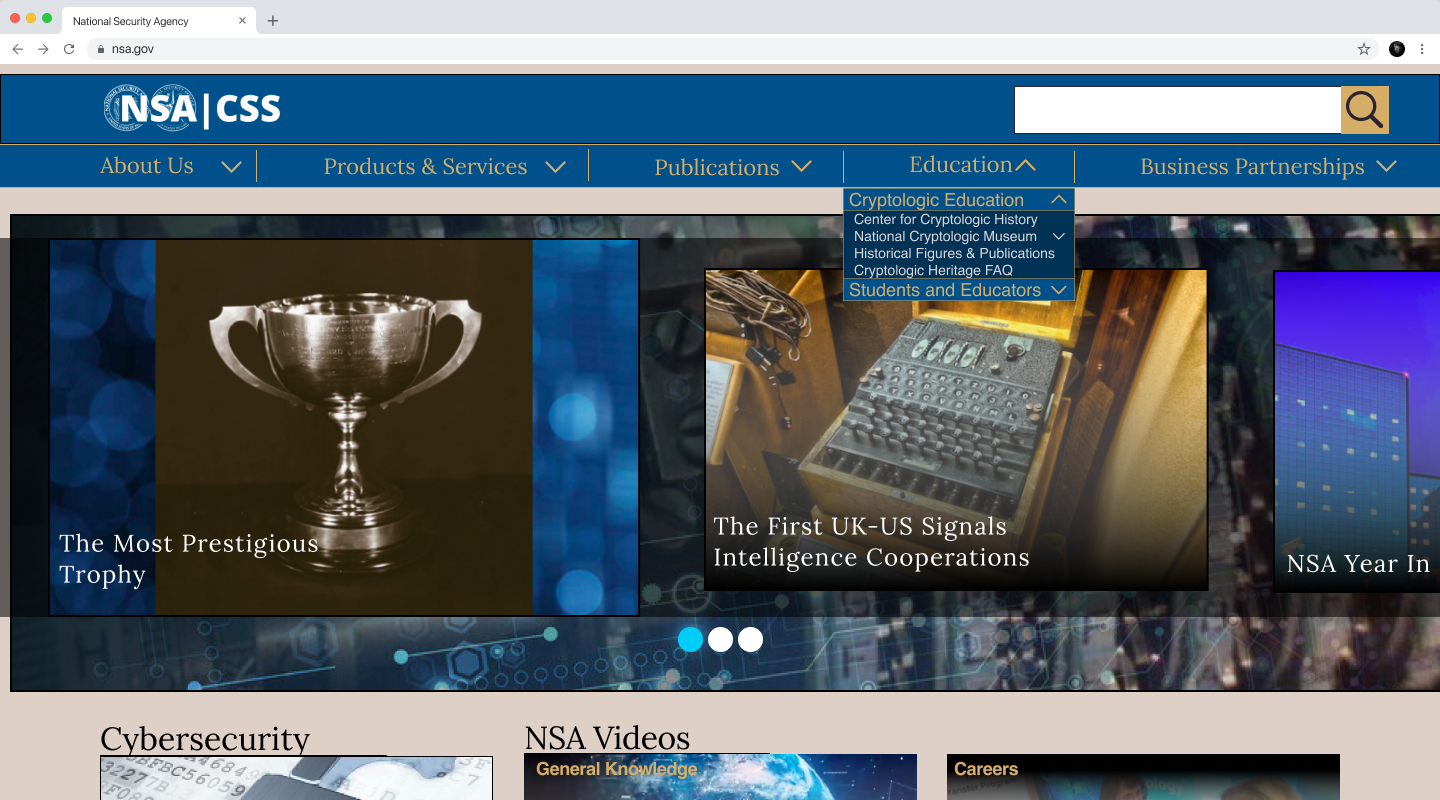 National Security Agency
nsa.gov
NSA|CSS
About Us
Products & Services
Publications
Education
Business Partnerships
Cryptologic Education
Center for Cryptologic History
National Cryptologic Museum
Historical Figures & Publications
Cryptologic Heritage FAQ
Students and Educators
The Most Prestigious
Trophy
The First UK-US Signals
Intelligence Cooperations
NSA Year In
Cybersecurity
NSA Videos
General Knowledge
Careers